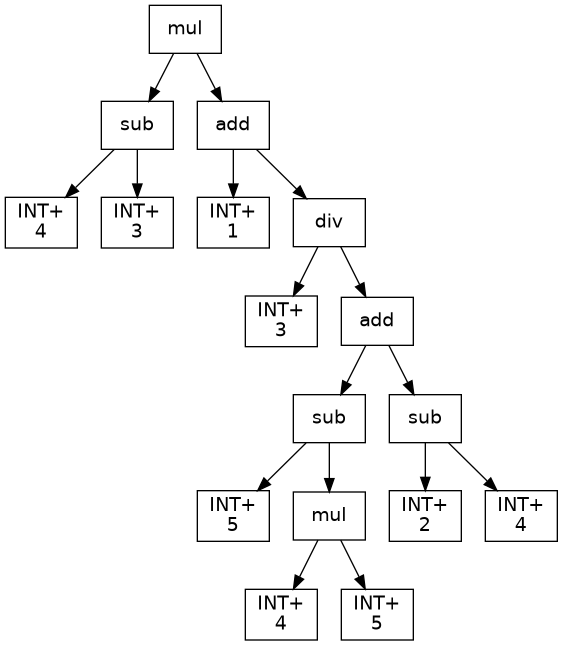 mul
sub
add
INT+
4
INT+
3
INT+
1
div
INT+
3
add
sub
sub
INT+
5
mul
INT+
2
INT+
4
INT+
4
INT+
5